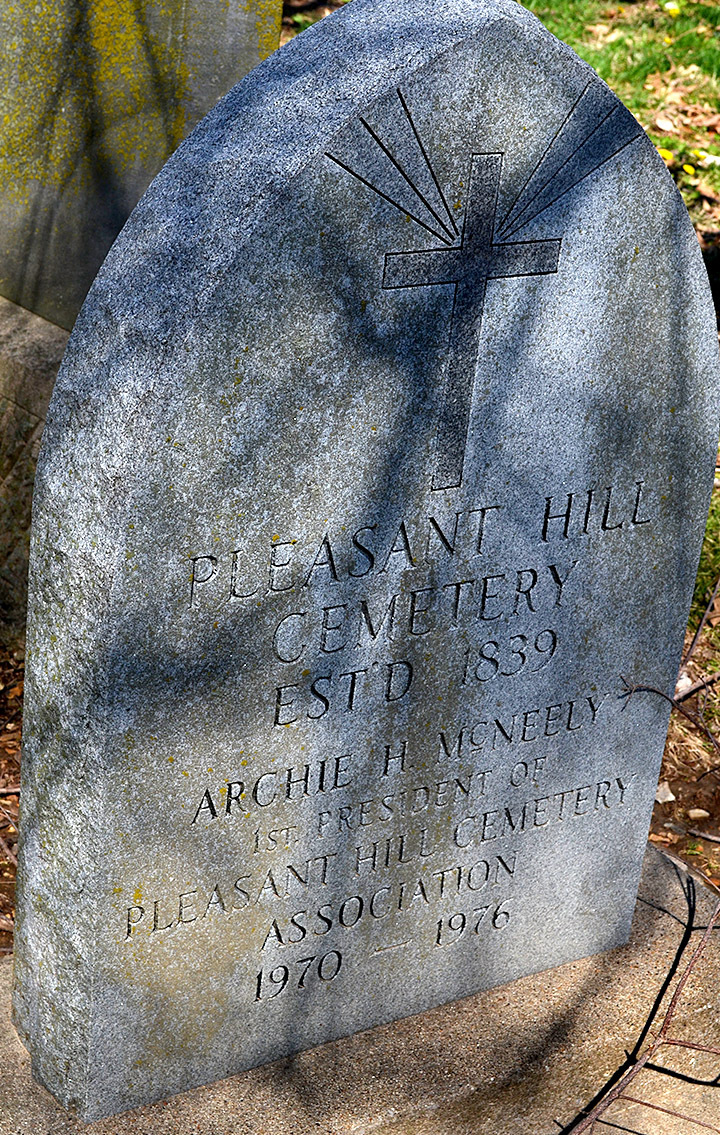 PLEASANT HILL
CEMETERY
EST'D 1839
ARCHIE H. McNEELY
1ST. PRESIDENT OF
PLEASANT HILL CEMETERY
ASSOCIATION
1970 — 1976